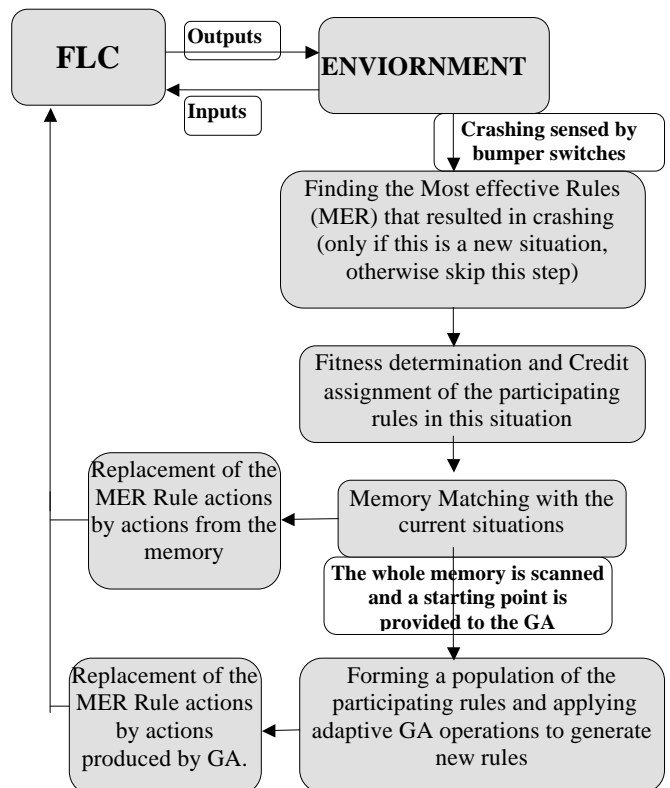 FLC
Outputs
ENVIORNMENT
Inputs
Crashing sensed by
bumper switches
Finding the Most effective Rules
(MER) that resulted in crashing
(only if this is a new situation,
otherwise skip this step)
Fitness determination and Credit
assignment of the participating
rules in this situation
Replacement of the
MER Rule actions
by actions from the
memory
Memory Matching with the
current situations
The whole memory is scanned
and a starting point is
provided to the GA
Replacement of the
MER Rule actions
by actions
produced by GA.
Forming a population of the
participating rules and applying
adaptive GA operations to generate
new rules